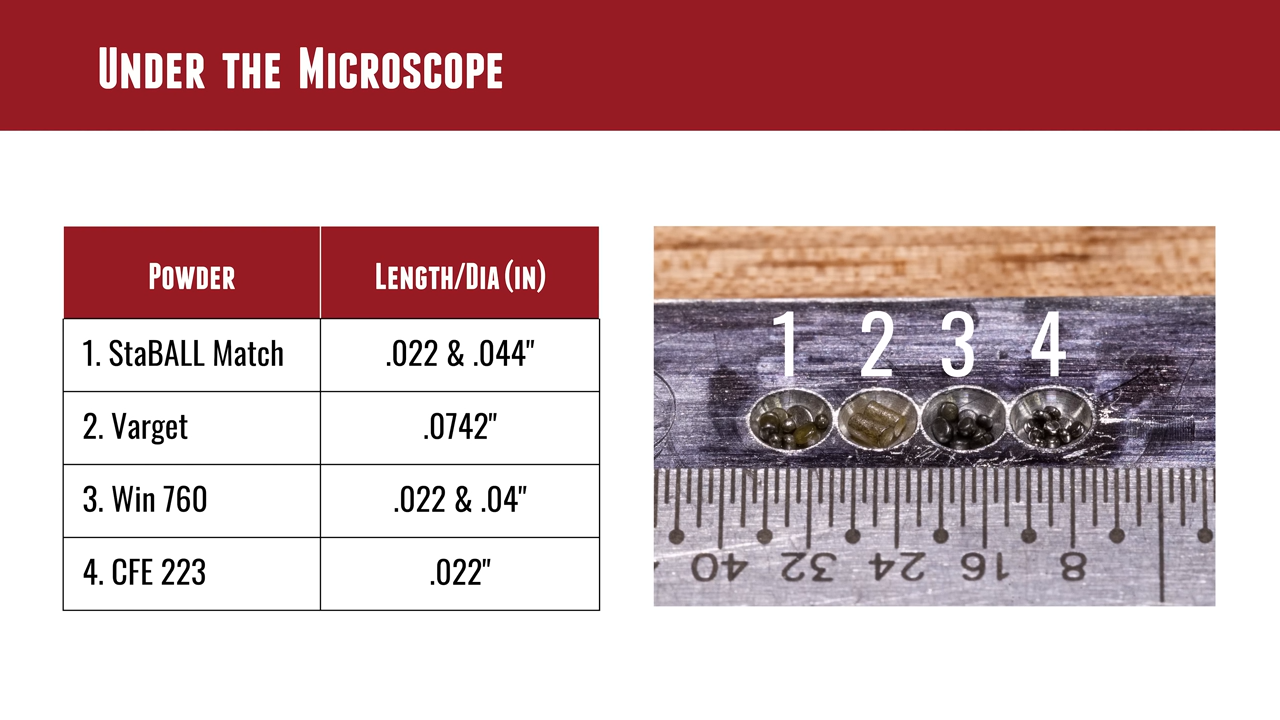 Under the Microscope
Powder
Length/Dia (in)
1. StaBALL Match
.022 & .044"
2. Varget
.0742"
3. Win 760
.022 & .04"
4. CFE 223
.022"
1 2 3 4
40 32 24 16 8